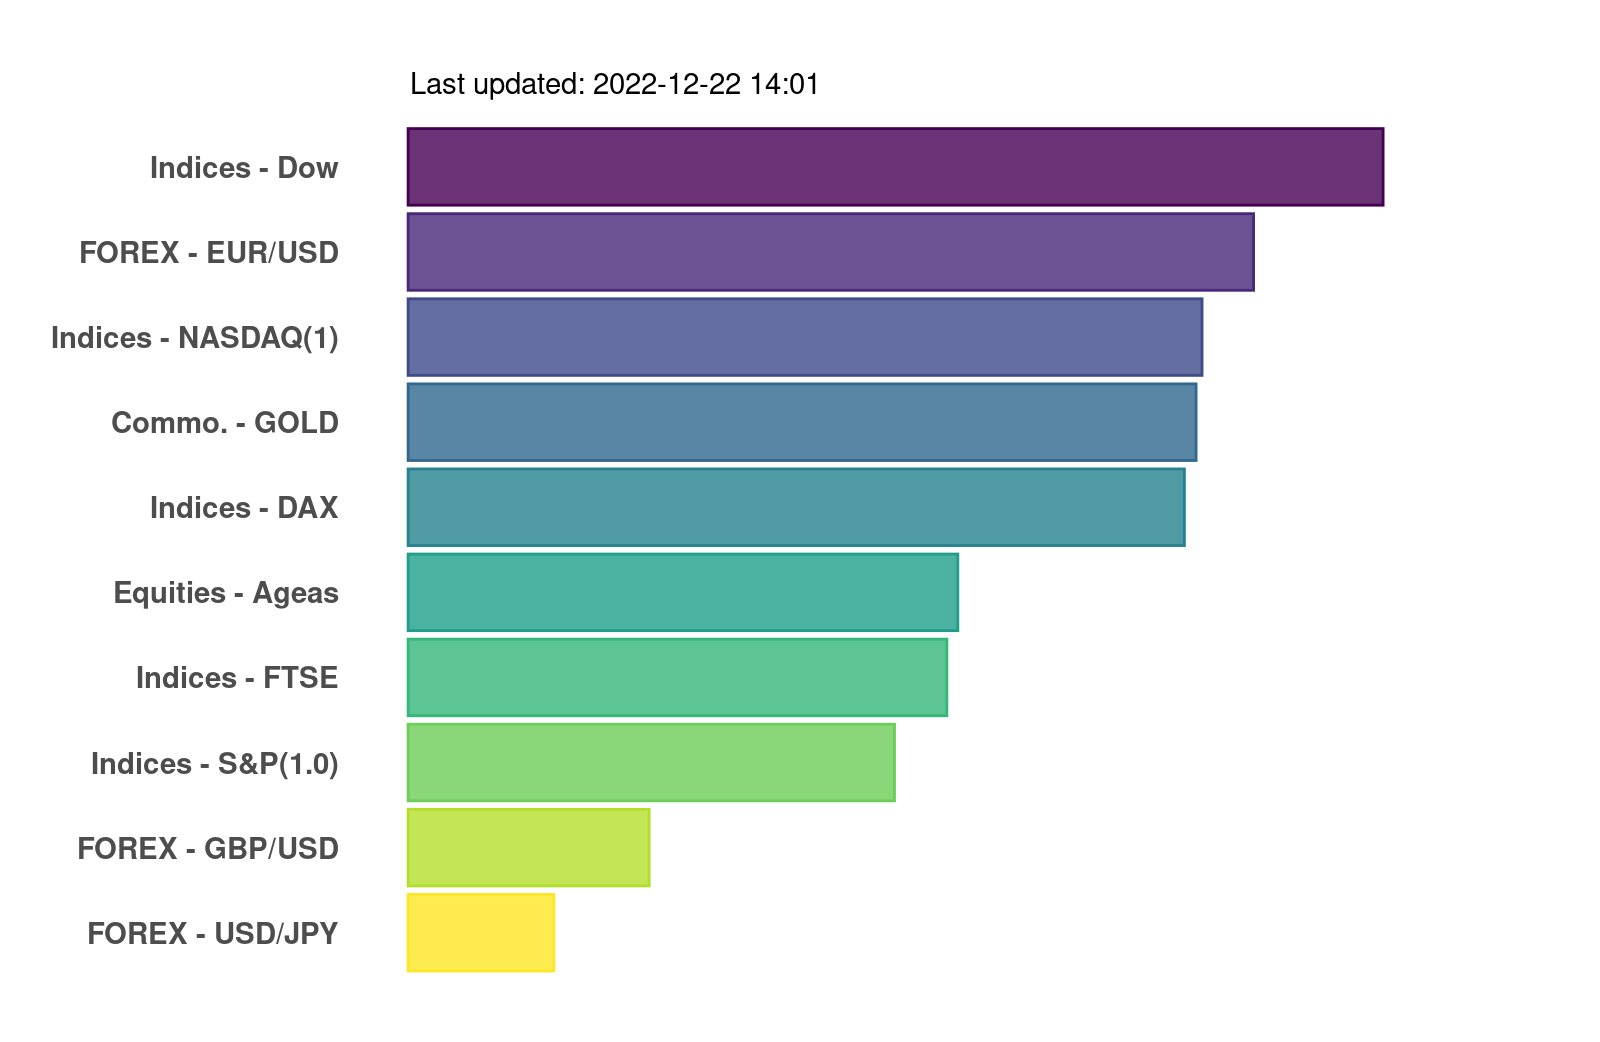 Last updated: 2022-12-22 14:01
Indices - Dow
FOREX - EUR/USD
Indices - NASDAQ(1)
Commo. - GOLD
Indices - DAX
Equities - Ageas
Indices - FTSE
Indices - S&P(1.0)
FOREX - GBP/USD
FOREX - USD/JPY